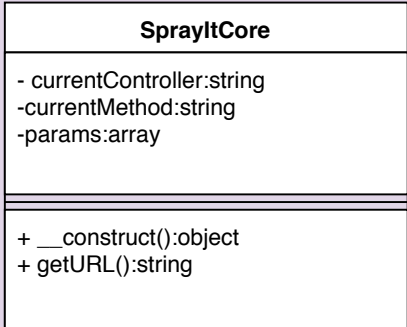 SprayItCore
- currentController:string
-currentMethod:string
-params:array
+ __construct():object
+ getURL():string